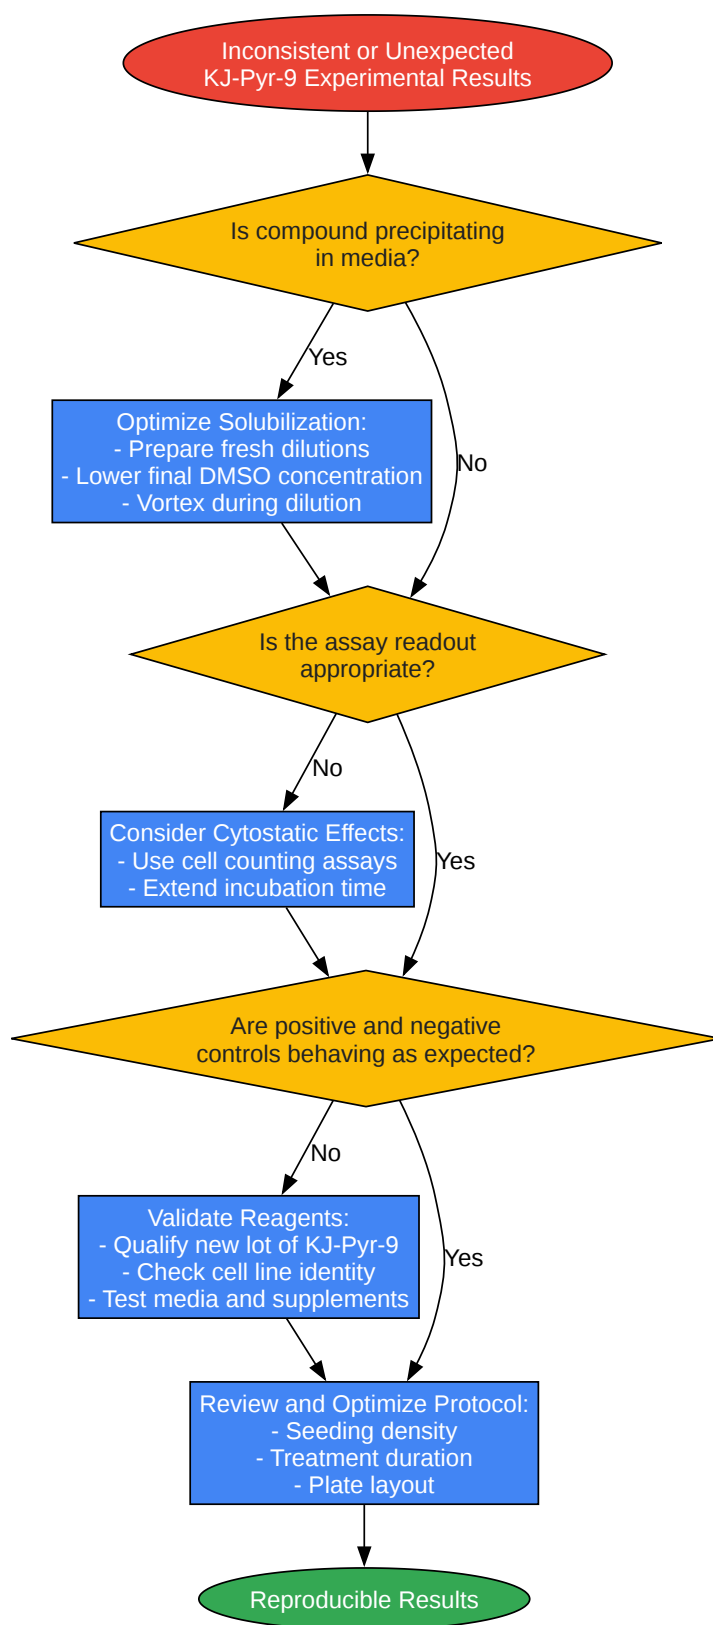 Inconsistent or Unexpected
KJ-Pyr-9 Experimental Results
Is compound precipitating
in media?
Yes
Optimize Solubilization:
- Prepare fresh dilutions
- Lower final DMSO concentration
- Vortex during dilution
No
Is the assay readout
appropriate?
No
Consider Cytostatic Effects:
- Use cell counting assays
- Extend incubation time
Yes
Are positive and negative
controls behaving as expected?
No
Validate Reagents:
- Qualify new lot of KJ-Pyr-9
- Check cell line identity
- Test media and supplements
Yes
Review and Optimize Protocol:
- Seeding density
- Treatment duration
- Plate layout
Reproducible Results